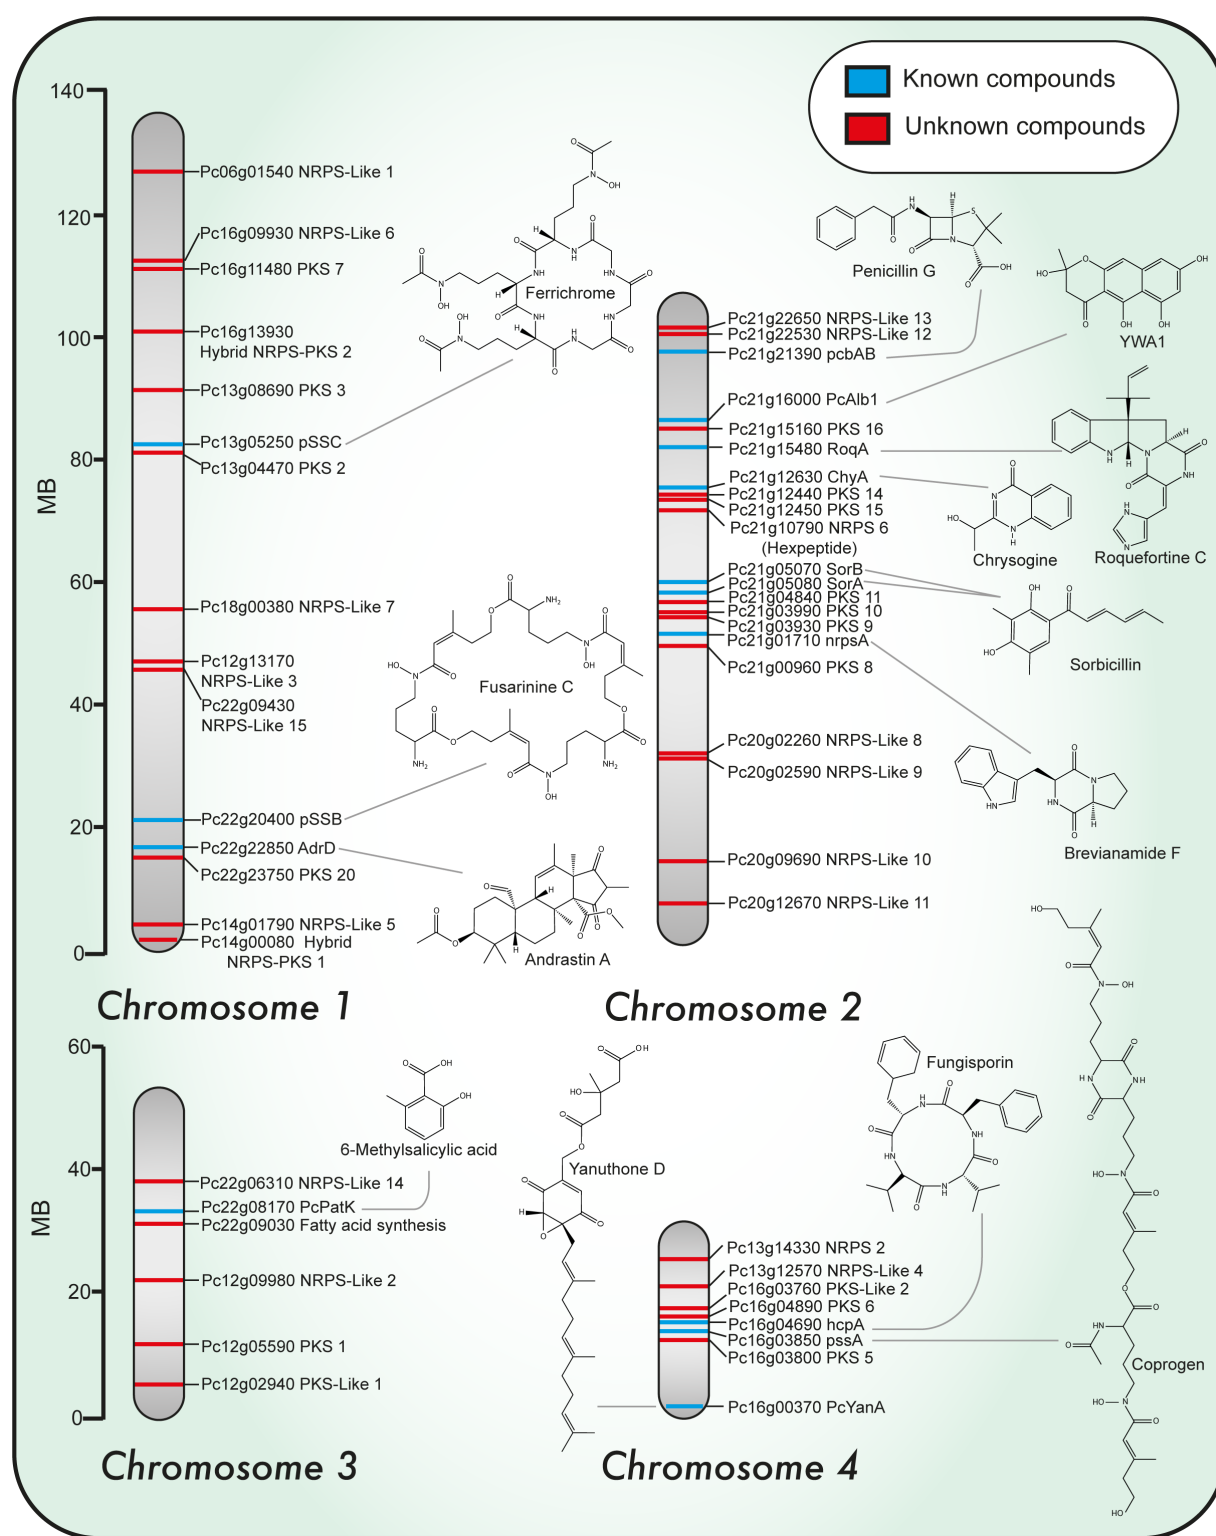 Known compounds
Unknown compounds
140
120
100
80
60
40
20
0
MB
Pc06g01540 NRPS-Like 1
Pc16g09930 NRPS-Like 6
Pc16g11480 PKS 7
Pc16g13930
Hybrid NRPS-PKS 2
Pc13g08690 PKS 3
Pc13g05250 pSSC
Pc13g04470 PKS 2
Pc18g00380 NRPS-Like 7
Pc12g13170
NRPS-Like 3
Pc22g09430
NRPS-Like 15
Pc22g20400 pSSB
Pc22g22850 AdrD
Pc22g23750 PKS 20
Pc14g01790 NRPS-Like 5
Pc14g00080 Hybrid
NRPS-PKS 1
Chromosome 1
Ferrichrome
Fusarinine C
Andrastin A
Pc21g22650 NRPS-Like 13
Pc21g22530 NRPS-Like 12
Pc21g21390 pcbAB
Pc21g16000 PcAlb1
Pc21g15160 PKS 16
Pc21g15480 RoqA
Pc21g12630 ChyA
Pc21g12440 PKS 14
Pc21g12450 PKS 15
Pc21g10790 NRPS 6
(Hexpeptide)
Pc21g05070 SorB
Pc21g05080 SorA
Pc21g04840 PKS 11
Pc21g03990 PKS 10
Pc21g03930 PKS 9
Pc21g01710 nrpsA
Pc21g00960 PKS 8
Pc20g02260 NRPS-Like 8
Pc20g02590 NRPS-Like 9
Pc20g09690 NRPS-Like 10
Pc20g12670 NRPS-Like 11
Chromosome 2
Penicillin G
YWA1
Chrysogine
Roquefortine C
Sorbicillin
Brevianamide F
60
40
20
0
MB
6-Methylsalicylic acid
Pc22g06310 NRPS-Like 14
Pc22g08170 PcPatK
Pc22g09030 Fatty acid synthesis
Pc12g09980 NRPS-Like 2
Pc12g05590 PKS 1
Pc12g02940 PKS-Like 1
Chromosome 3
Yanuthone D
Fungisporin
Pc13g14330 NRPS 2
Pc13g12570 NRPS-Like 4
Pc16g03760 PKS-Like 2
Pc16g04890 PKS 6
Pc16g04690 hcpA
Pc16g03850 pssA
Pc16g03800 PKS 5
Pc16g00370 PcYanA
Coprogen
Chromosome 4